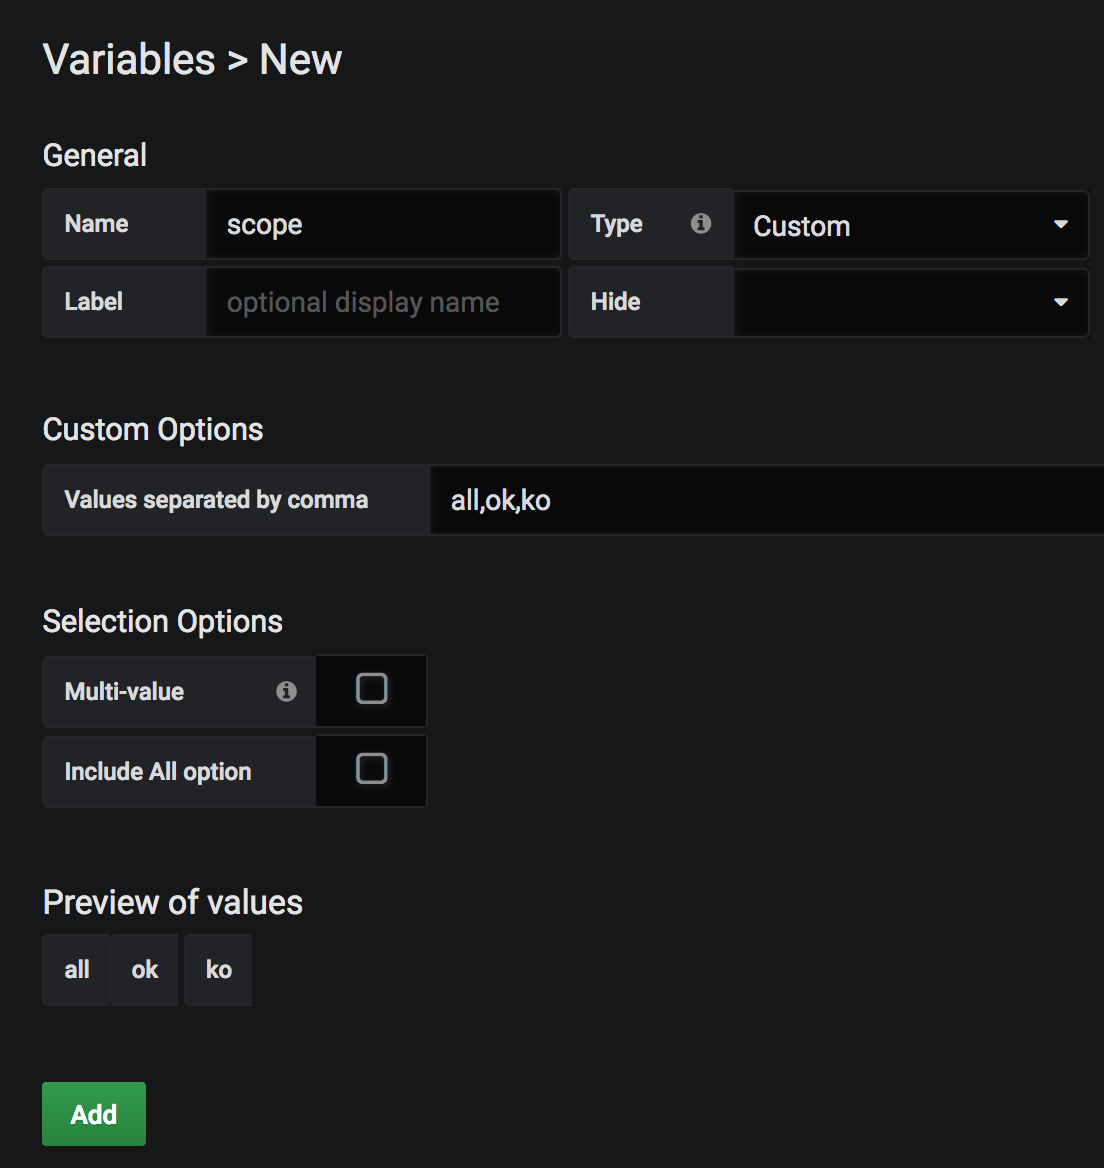 Variables > New
General
Name scope Type Custom
Label optional display name Hide
Custom Options
Values separated by comma all,ok,ko
Selection Options
Multi-value
Include All option
Preview of values
all ok ko
Add